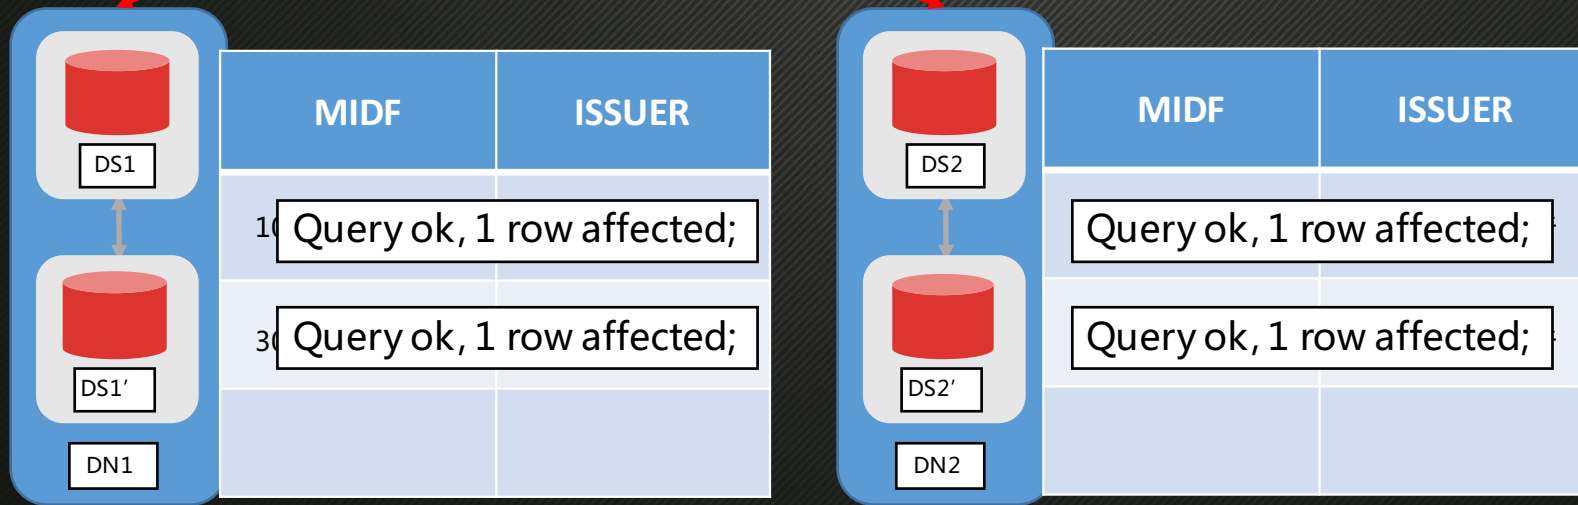 DS1
DS1'
DN1
MIDF ISSUER
Query ok, 1 row affected;
Query ok, 1 row affected;
DS2
DS2'
DN2
MIDF ISSUER
Query ok, 1 row affected;
Query ok, 1 row affected;